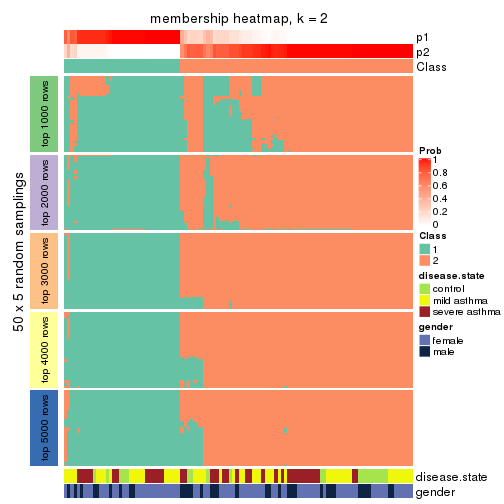 membership heatmap, k = 2
p1
p2
Class
50 x 5 random samplings
top 1000 rows
top 2000 rows
top 3000 rows
top 4000 rows
top 5000 rows
disease.state
gender
Prob
1
0.8
0.6
0.4
0.2
0
Class
1
2
disease.state
control
mild asthma
severe asthma
gender
female
male